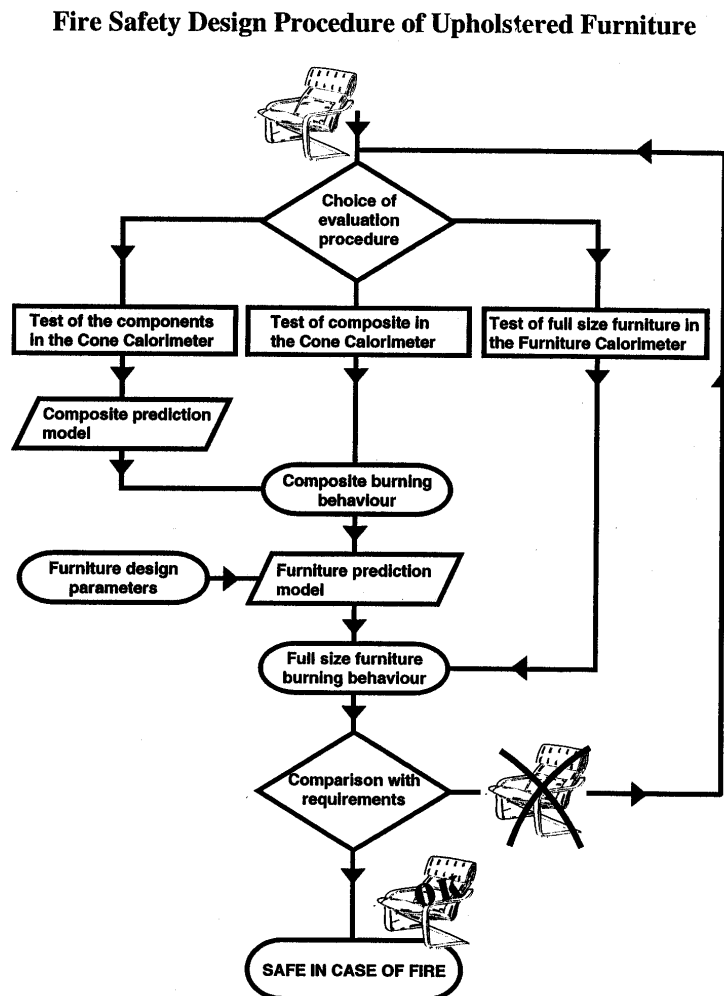 Fire Safety Design Procedure of Upholstered Furniture
Choice of
evaluation
procedure
Test of the components
in the Cone Calorimeter
Test of composite in
the Cone Calorimeter
Test of full size furniture in
the Furniture Calorimeter
Composite prediction
model
Composite burning
behaviour
Furniture design
parameters
Furniture prediction
model
Full size furniture
burning behaviour
Comparison with
requirements
OK
SAFE IN CASE OF FIRE